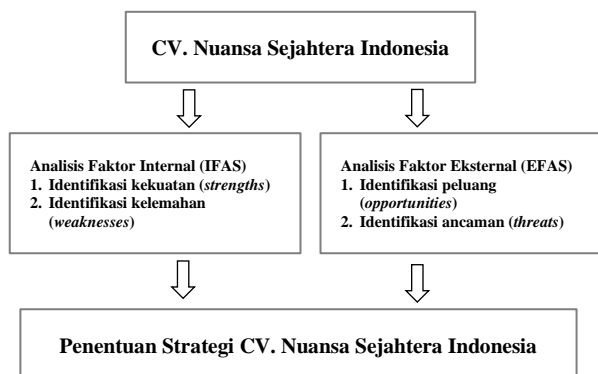 CV. Nuansa Sejahtera Indonesia
Analisis Faktor Internal (IFAS)
1. Identifikasi kekuatan (strengths)
2. Identifikasi kelemahan
(weaknesses)
Analisis Faktor Eksternal (EFAS)
1. Identifikasi peluang
(opportunities)
2. Identifikasi ancaman (threats)
Penentuan Strategi CV. Nuansa Sejahtera Indonesia